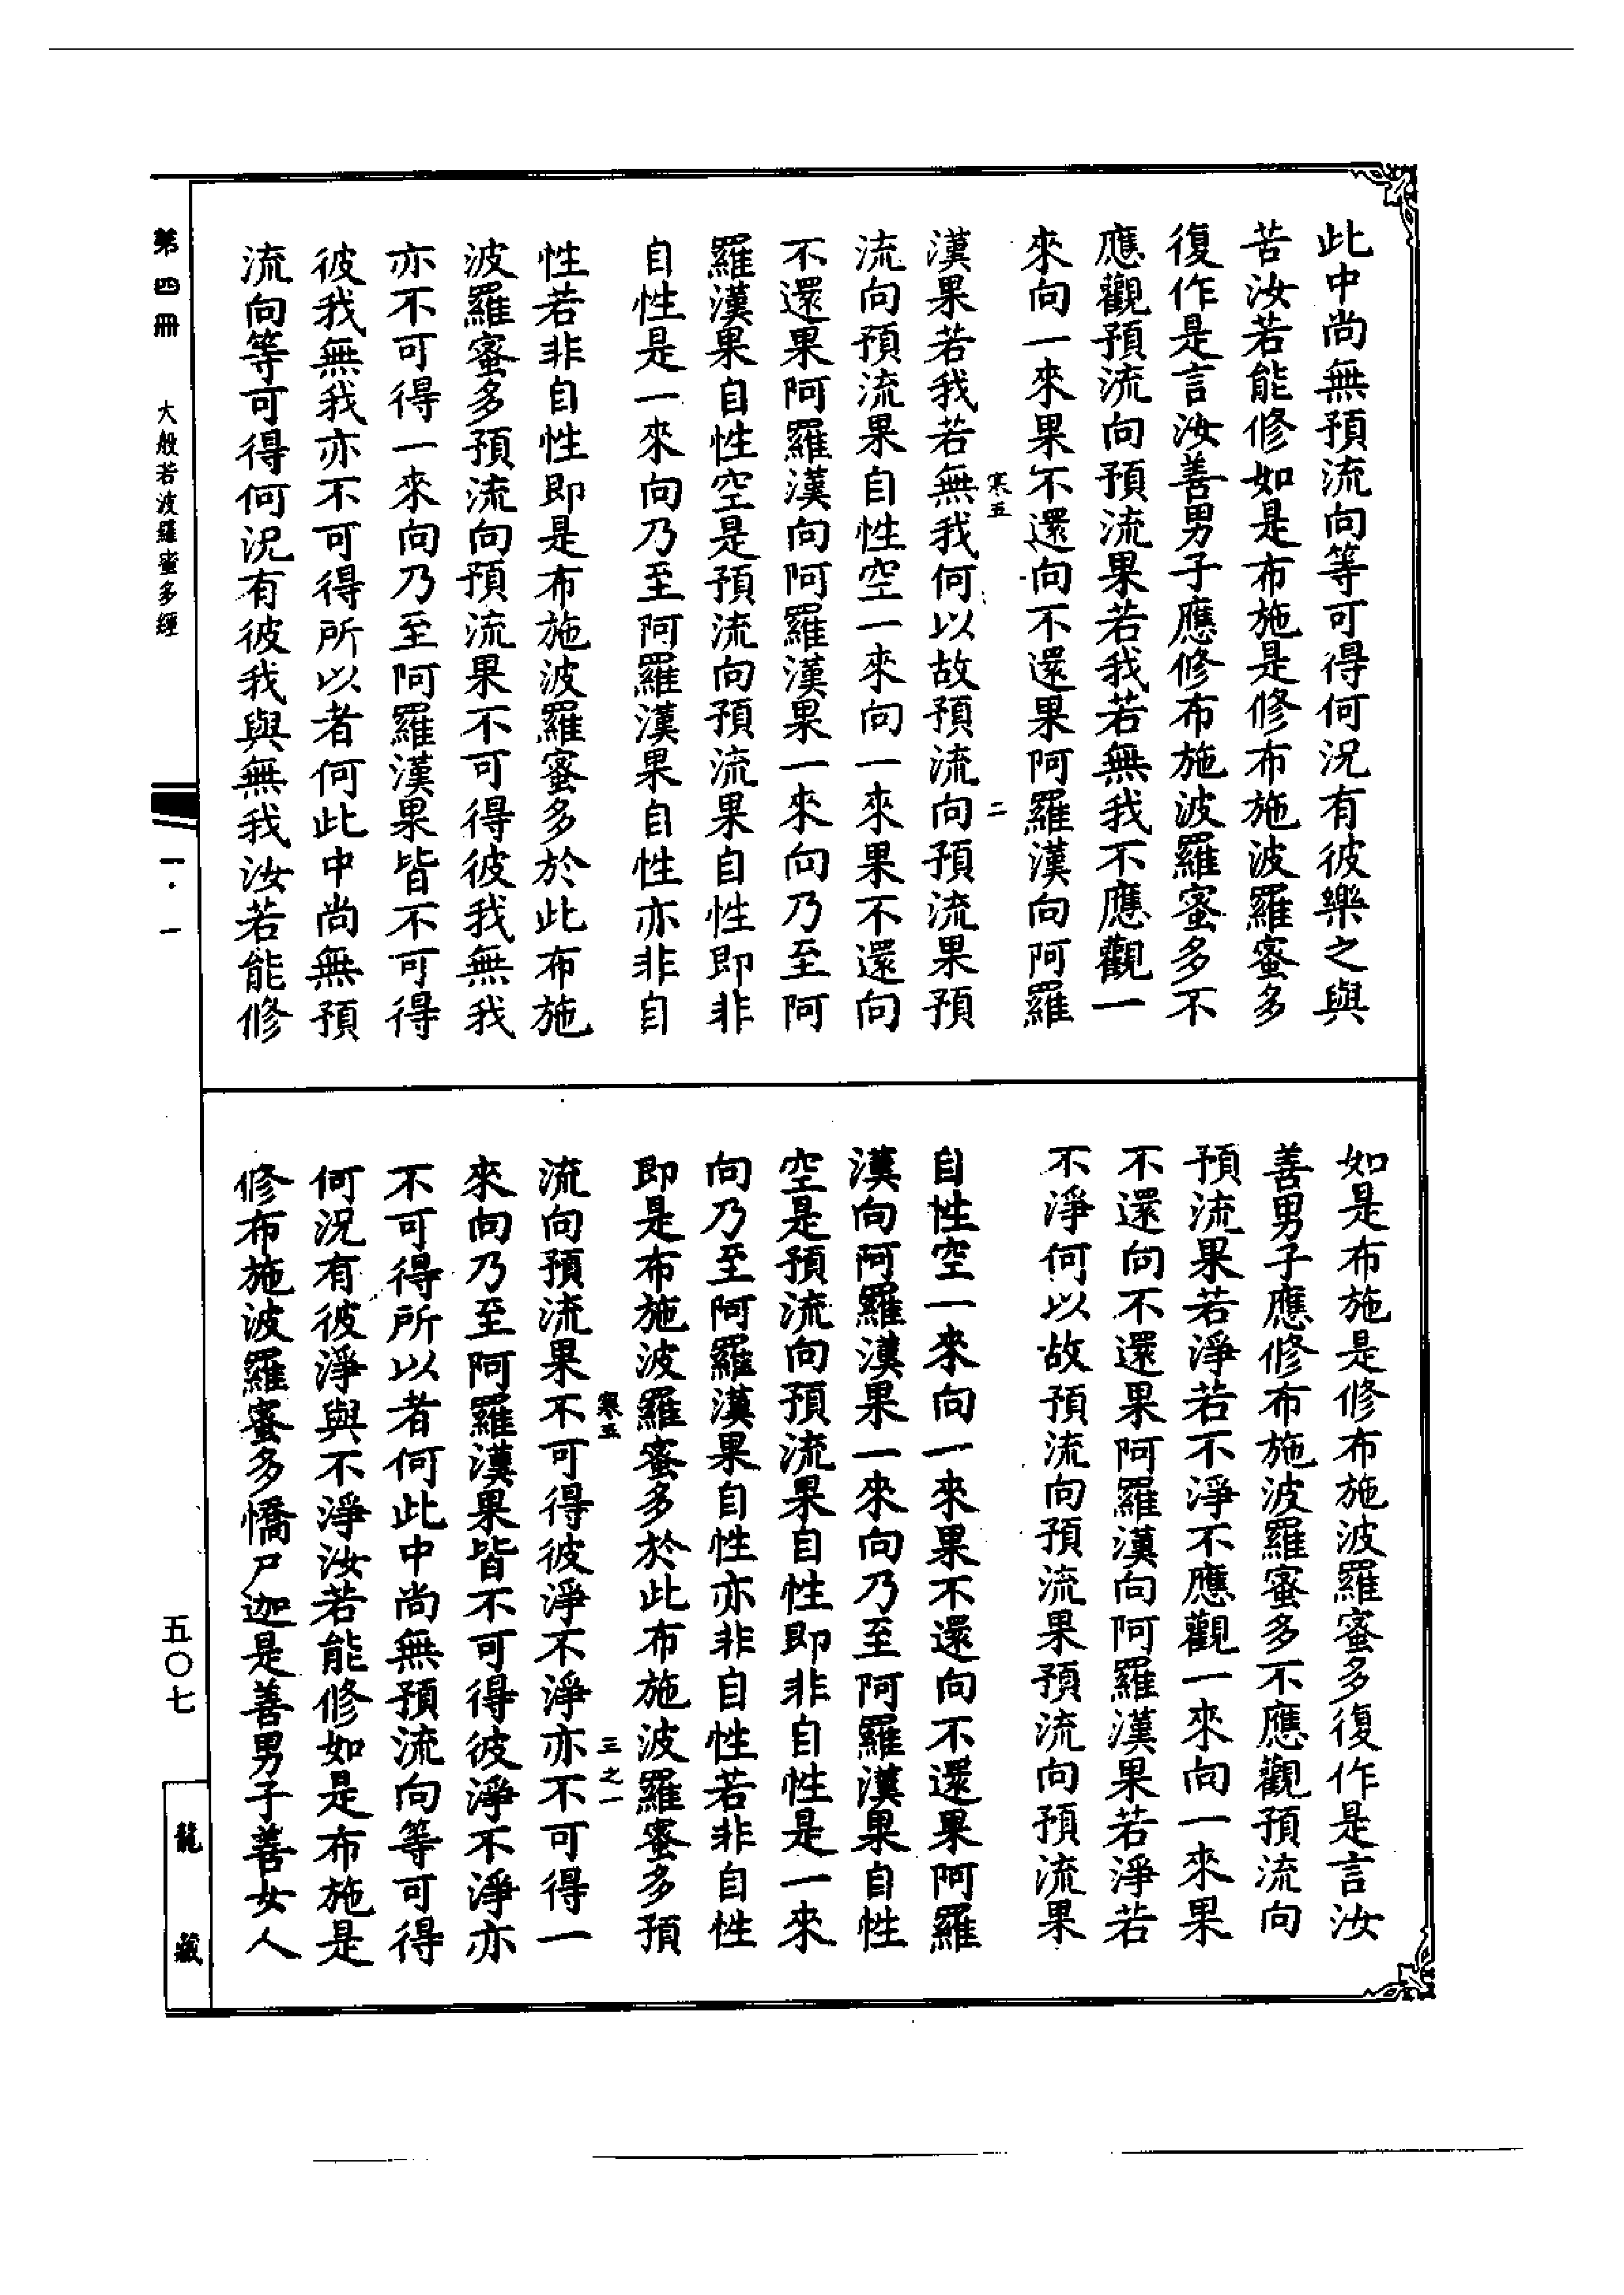 此中尚無預流向等可得何況有彼樂之與
苦汝若能修如是布施是修布施波羅蜜多
復作是言汝善男子應修布施波羅蜜多不
應觀預流向預流果若我若無我不應觀一
來向一來果不還向不還果阿羅漢向阿羅
寒五 二
漢果若我若無我何以故預流向預流果預
流向預流果自性空一來向一來果不還向
不還果阿羅漢向阿羅漢果一來向乃至阿
羅漢果自性空是預流向預流果自性即非
自性是一來向乃至阿羅漢果自性亦非自
性若非自性即是布施波羅蜜多於此布施
波羅蜜多預流向預流果不可得彼我無我
亦不可得一來向乃至阿羅漢果皆不可得
彼我無我亦不可得所以者何此中尚無預
流向等可得何況有彼我與無我汝若能修
如是布施是修布施波羅蜜多復作是言汝
善男子應修布施波羅蜜多不應觀預流向
預流果若淨若不淨不應觀一來向一來果
不還向不還果阿羅漢向阿羅漢果若淨若
不淨何以故預流向預流果預流向預流果
自性空一來向一來果不還向不還果阿羅
漢向阿羅漢果一來向乃至阿羅漢果自性
空是預流向預流果自性即非自性是一來
向乃至阿羅漢果自性亦非自性若非自性
即是布施波羅蜜多於此布施波羅蜜多預
寒五 三之一
流向預流果不可得彼淨不淨亦不可得一
來向乃至阿羅漢果皆不可得彼淨不淨亦
不可得所以者何此中尚無預流向等可得
何況有彼淨與不淨汝若能修如是布施是
修布施波羅蜜多憍尸迦是善男子善女人
第四冊 大般若波羅蜜多經 一·一 五〇七 龍藏